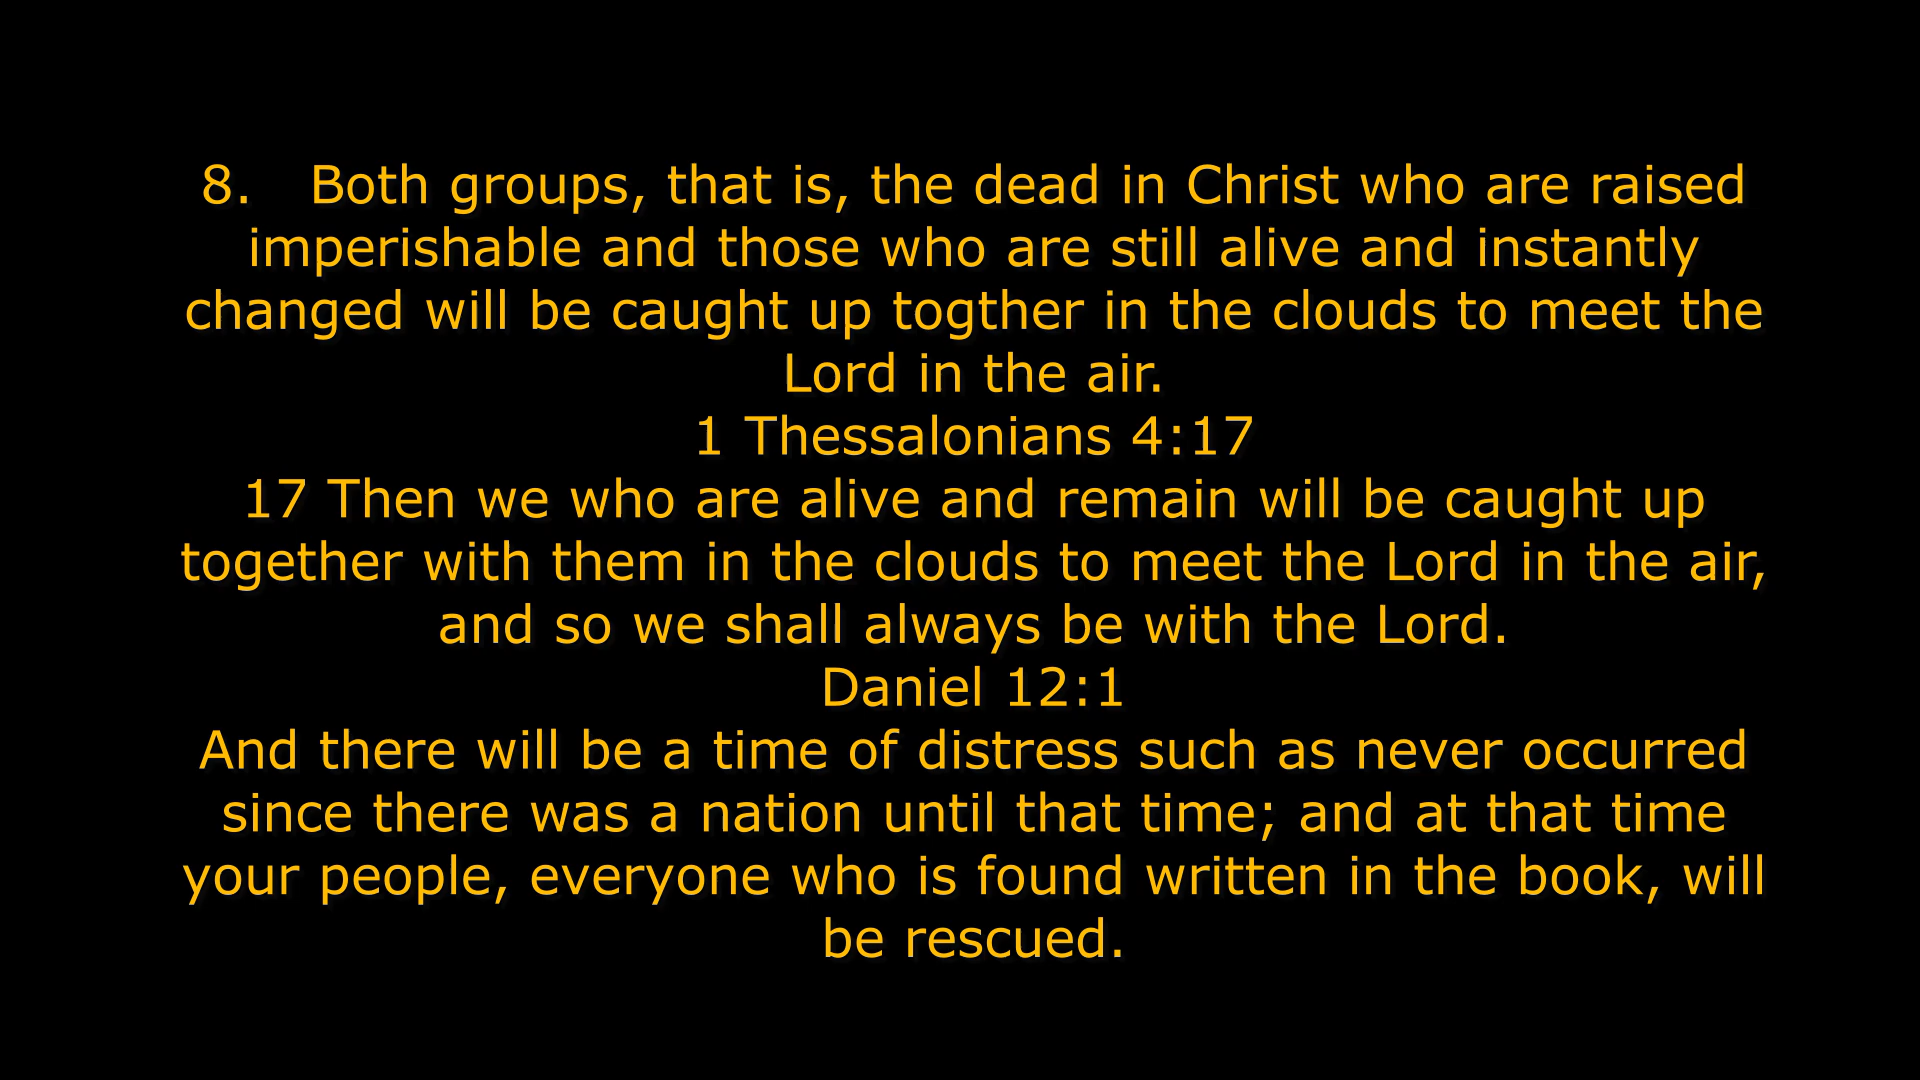 8.   Both groups, that is, the dead in Christ who are raised
imperishable and those who are still alive and instantly
changed will be caught up togther in the clouds to meet the
Lord in the air.
1 Thessalonians 4:17
17 Then we who are alive and remain will be caught up
together with them in the clouds to meet the Lord in the air,
and so we shall always be with the Lord.
Daniel 12:1
And there will be a time of distress such as never occurred
since there was a nation until that time; and at that time
your people, everyone who is found written in the book, will
be rescued.